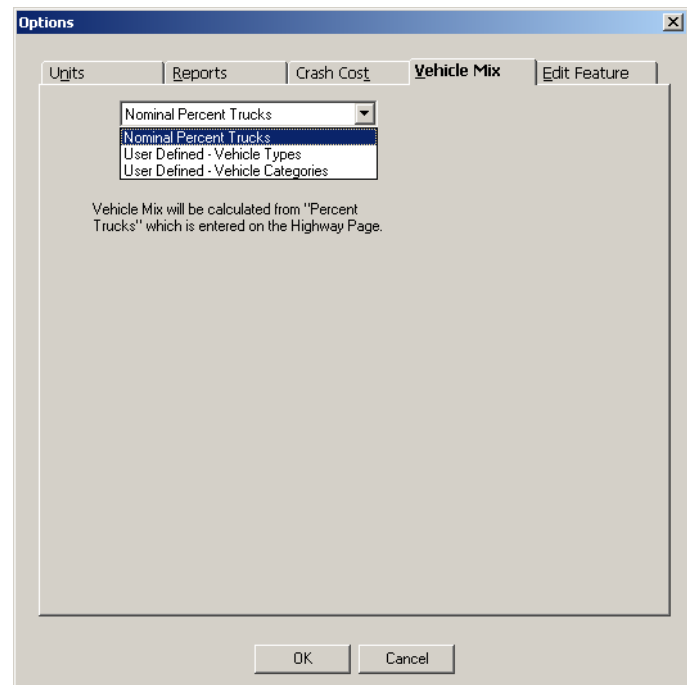 Options
Units Reports Crash Cost Vehicle Mix Edit Feature
Nominal Percent Trucks
Nominal Percent Trucks
User Defined - Vehicle Types
User Defined - Vehicle Categories
Vehicle Mix will be calculated from "Percent
Trucks" which is entered on the Highway Page.
OK Cancel